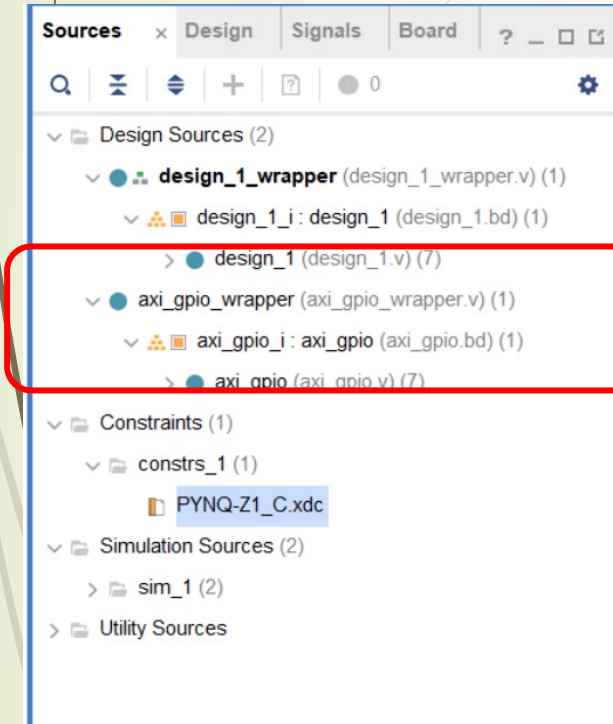 Sources × Design Signals Board ? _
0
Design Sources (2)
design_1_wrapper (design_1_wrapper.v) (1)
design_1_i : design_1 (design_1.bd) (1)
design_1 (design_1.v) (7)
axi_gpio_wrapper (axi_gpio_wrapper.v) (1)
axi_gpio_i : axi_gpio (axi_gpio.bd) (1)
axi_gpio (axi_gpio.v) (7)
Constraints (1)
constrs_1 (1)
PYNQ-Z1_C.xdc
Simulation Sources (2)
sim_1 (2)
Utility Sources